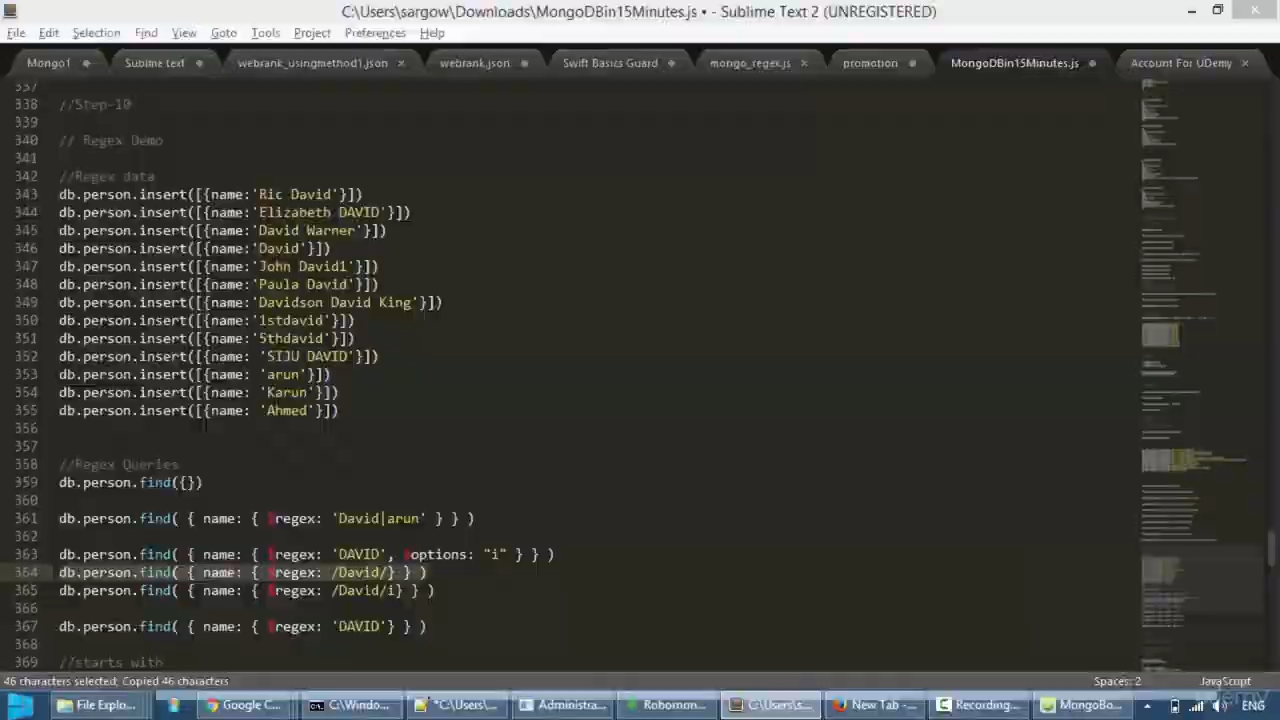 C:\Users\sargow\Downloads\MongoDBin15Minutes.js • - Sublime Text 2 (UNREGISTERED)
File Edit Selection Find View Goto Tools Project Preferences Help
Mongo1 Sublime text webrank_usingmethod1.json webrank.json Swift Basics Guard mongo_regex.js promotion MongoDBin15Minutes.js Account For UDemy
337
338 //Step-10
339
340 // Regex Demo
341
342 //Regex data
343 db.person.insert([{name:'Ric David'}])
344 db.person.insert([{name:'Elizabeth DAVID'}])
345 db.person.insert([{name:'David Warner'}])
346 db.person.insert([{name:'David'}])
347 db.person.insert([{name:'John David1'}])
348 db.person.insert([{name:'Paula David'}])
349 db.person.insert([{name:'Davidson David King'}])
350 db.person.insert([{name:'1stdavid'}])
351 db.person.insert([{name:'5thdavid'}])
352 db.person.insert([{name: 'SIJU DAVID'}])
353 db.person.insert([{name: 'arun'}])
354 db.person.insert([{name: 'Karun'}])
355 db.person.insert([{name: 'Ahmed'}])
356
357
358 //Regex Queries
359 db.person.find({})
360
361 db.person.find( { name: { $regex: 'David|arun' } } )
362
363 db.person.find( { name: { $regex: 'DAVID', $options: "i" } } )
364 db.person.find( { name: { $regex: /David/} } )
365 db.person.find( { name: { $regex: /David/i} } )
366
367 db.person.find( { name: { $regex: 'DAVID'} } )
368
369 //starts with
46 characters selected; Copied 46 characters Spaces: 2 JavaScript
File Explo... Google C... C:\Windo... *C:\Users\... Administra... Robomon... C:\Users\s... New Tab -... Recording... MongoBo... ENG